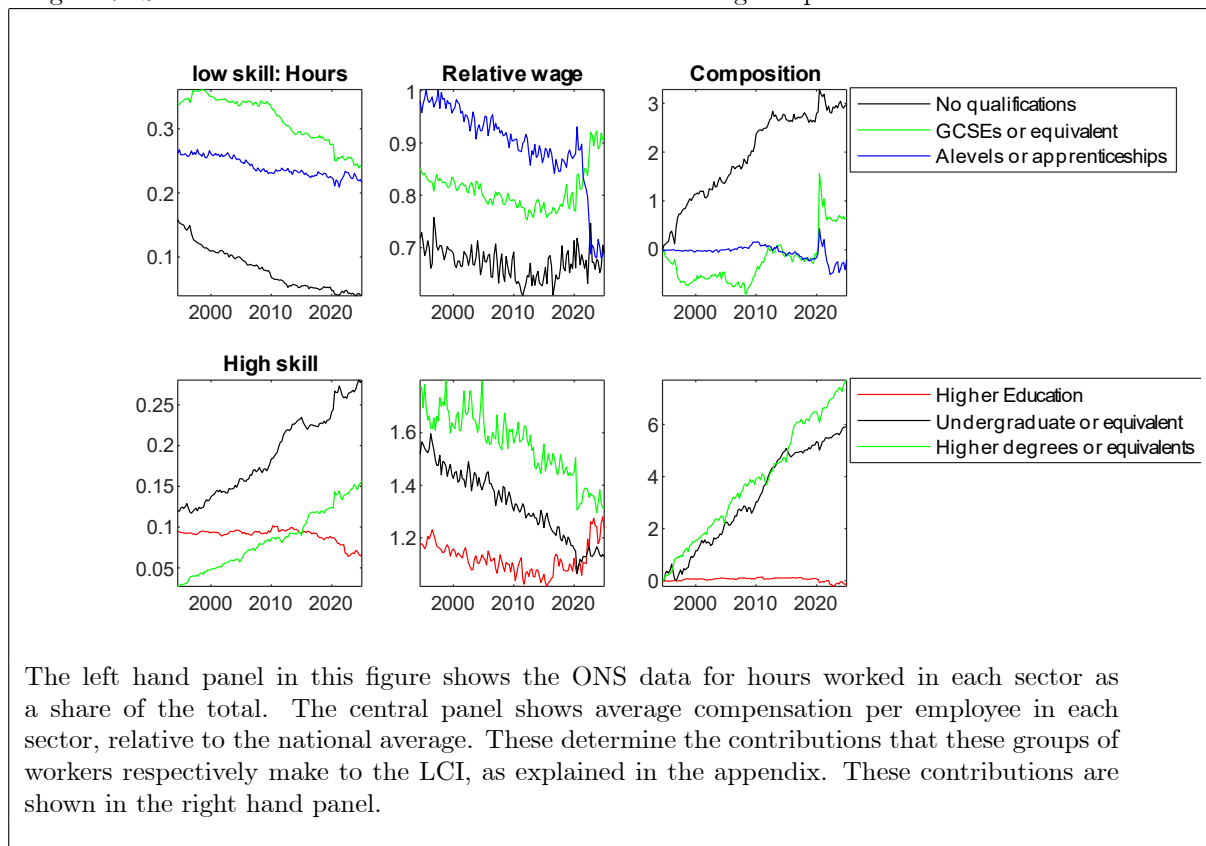 low skill: Hours
Relative wage
Composition
0.3
0.2
0.1
2000
2010
2020
1
0.9
0.8
0.7
2000
2010
2020
3
2
1
0
2000
2010
2020
No qualifications
GCSEs or equivalent
Alevels or apprenticeships
High skill
0.25
0.2
0.15
0.1
0.05
2000
2010
2020
1.6
1.4
1.2
2000
2010
2020
6
4
2
0
2000
2010
2020
Higher Education
Undergraduate or equivalent
Higher degrees or equivalents
The left hand panel in this figure shows the ONS data for hours worked in each sector as
a share of the total. The central panel shows average compensation per employee in each
sector, relative to the national average. These determine the contributions that these groups of
workers respectively make to the LCI, as explained in the appendix. These contributions are
shown in the right hand panel.